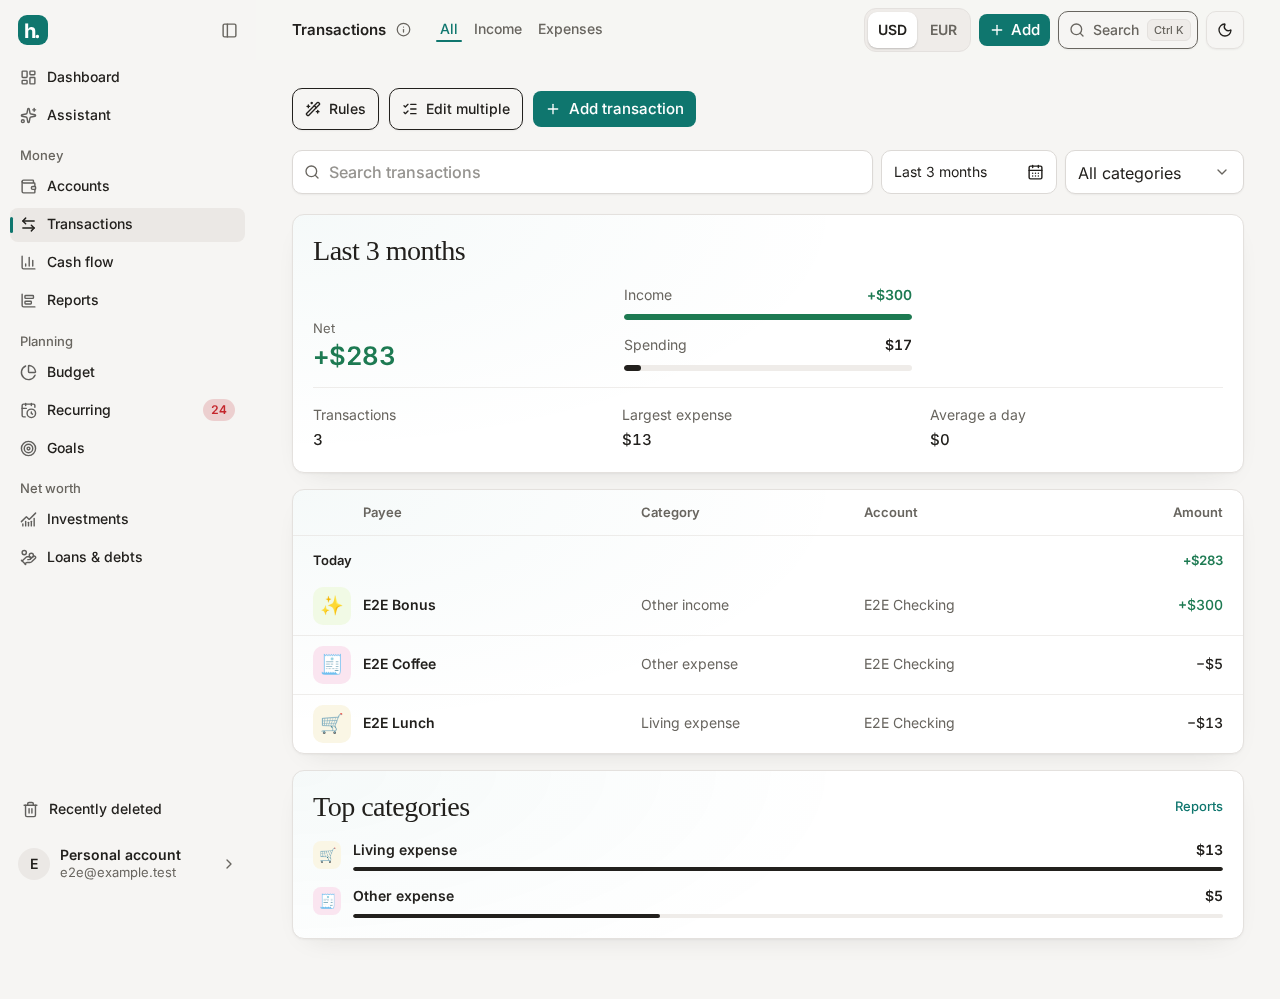 h.
Transactions
All Income Expenses
USD EUR
Add
Search Ctrl K
Dashboard
Assistant
Money
Accounts
Transactions
Cash flow
Reports
Planning
Budget
Recurring 24
Goals
Net worth
Investments
Loans & debts
Recently deleted
E
Personal account
e2e@example.test
Rules
Edit multiple
Add transaction
Search transactions
Last 3 months
All categories
Last 3 months
Net
+$283
Income +$300
Spending $17
Transactions
3
Largest expense
$13
Average a day
$0
Payee Category Account Amount
Today +$283
E2E Bonus Other income E2E Checking +$300
E2E Coffee Other expense E2E Checking −$5
E2E Lunch Living expense E2E Checking −$13
Top categories Reports
Living expense $13
Other expense $5